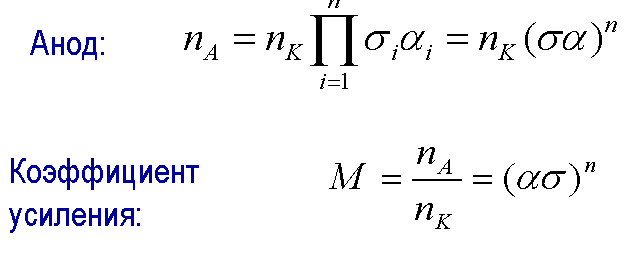 Анод: n_A = n_K ∏_{i=1}^{n} σ_i α_i = n_K (σα)^n
Коэффициент
усиления: M = n_A / n_K = (ασ)^n